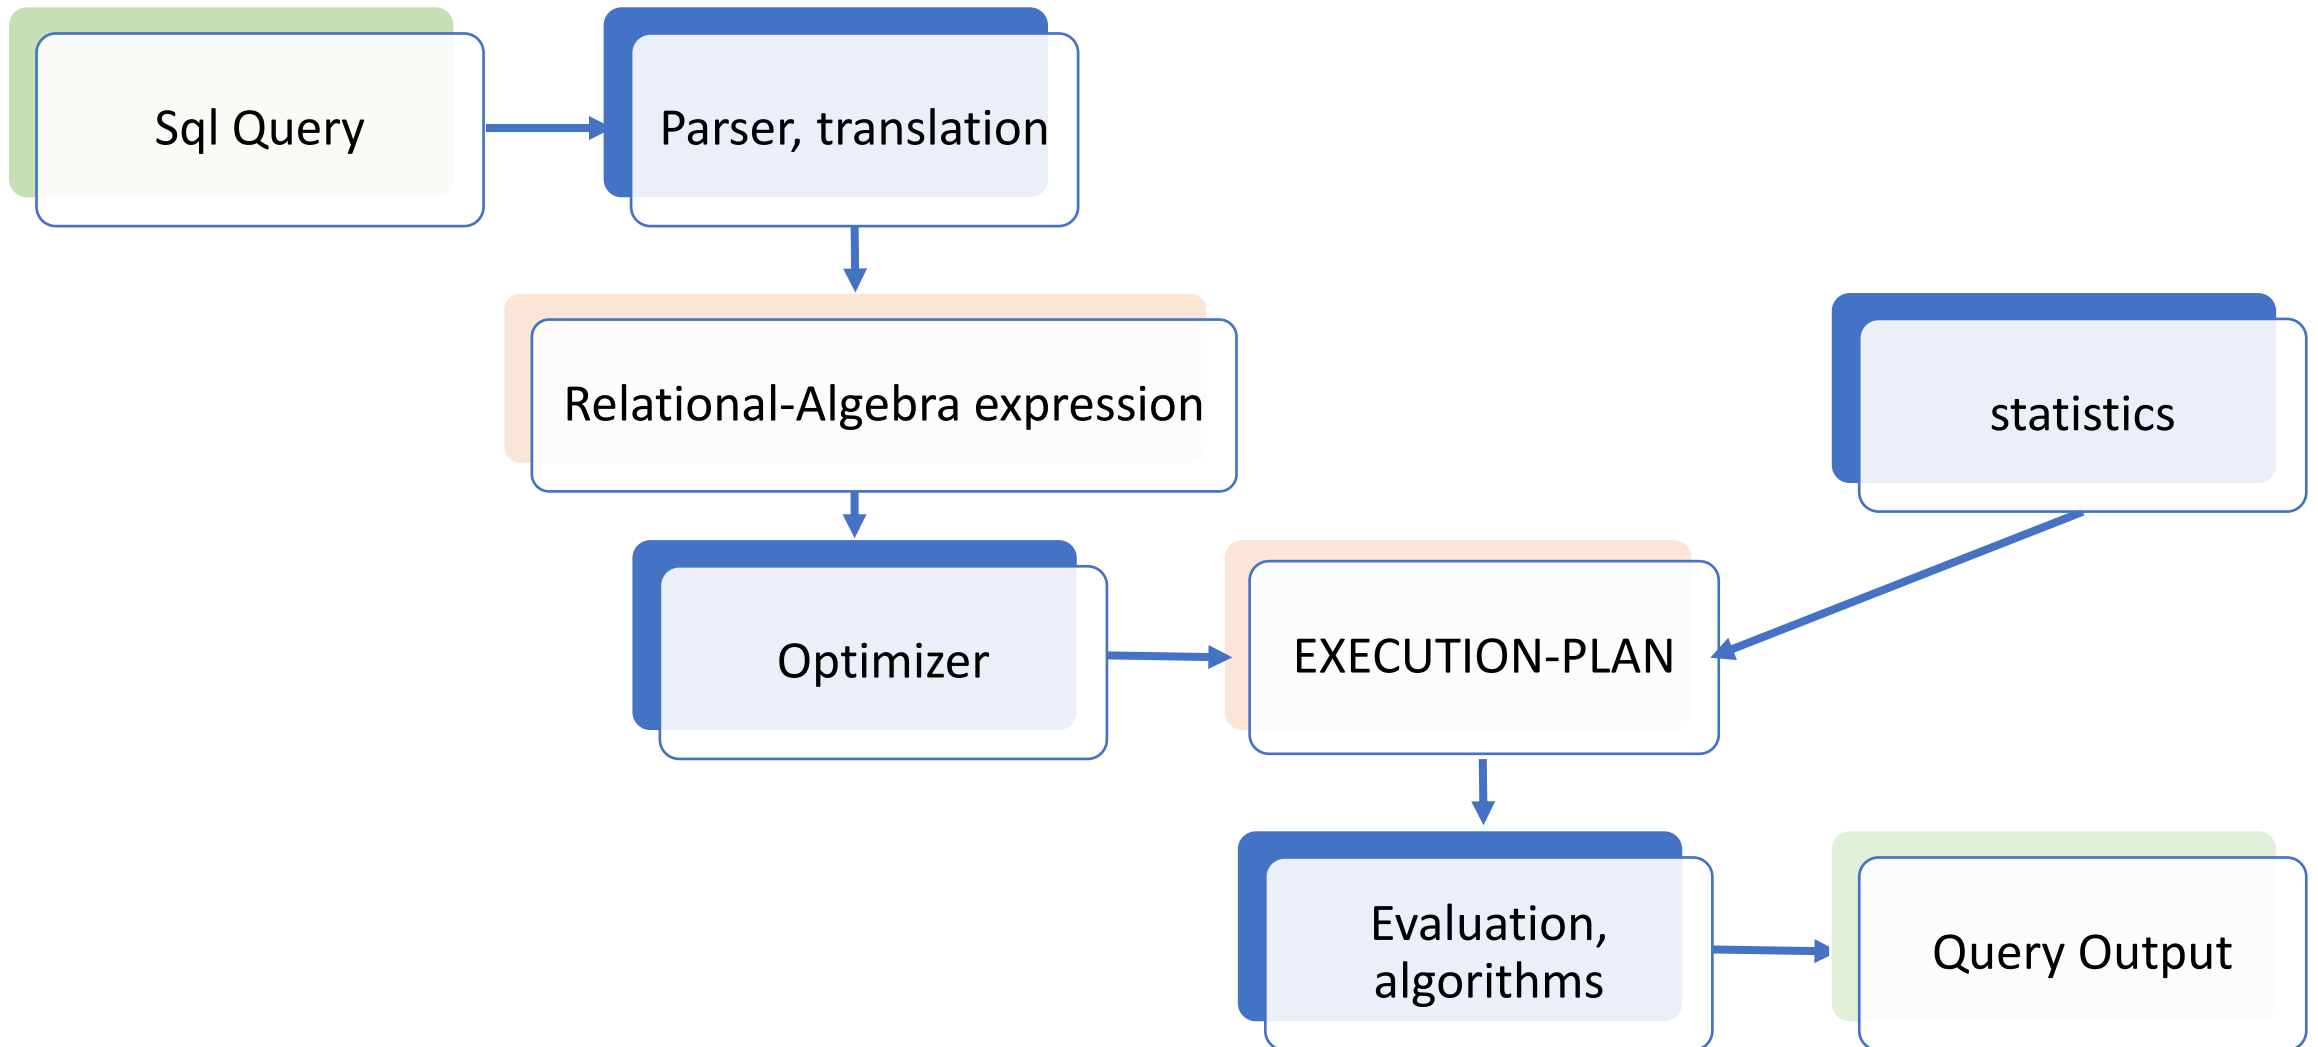 Sql Query
Parser, translation
Relational-Algebra expression
statistics
Optimizer
EXECUTION-PLAN
Evaluation,
algorithms
Query Output